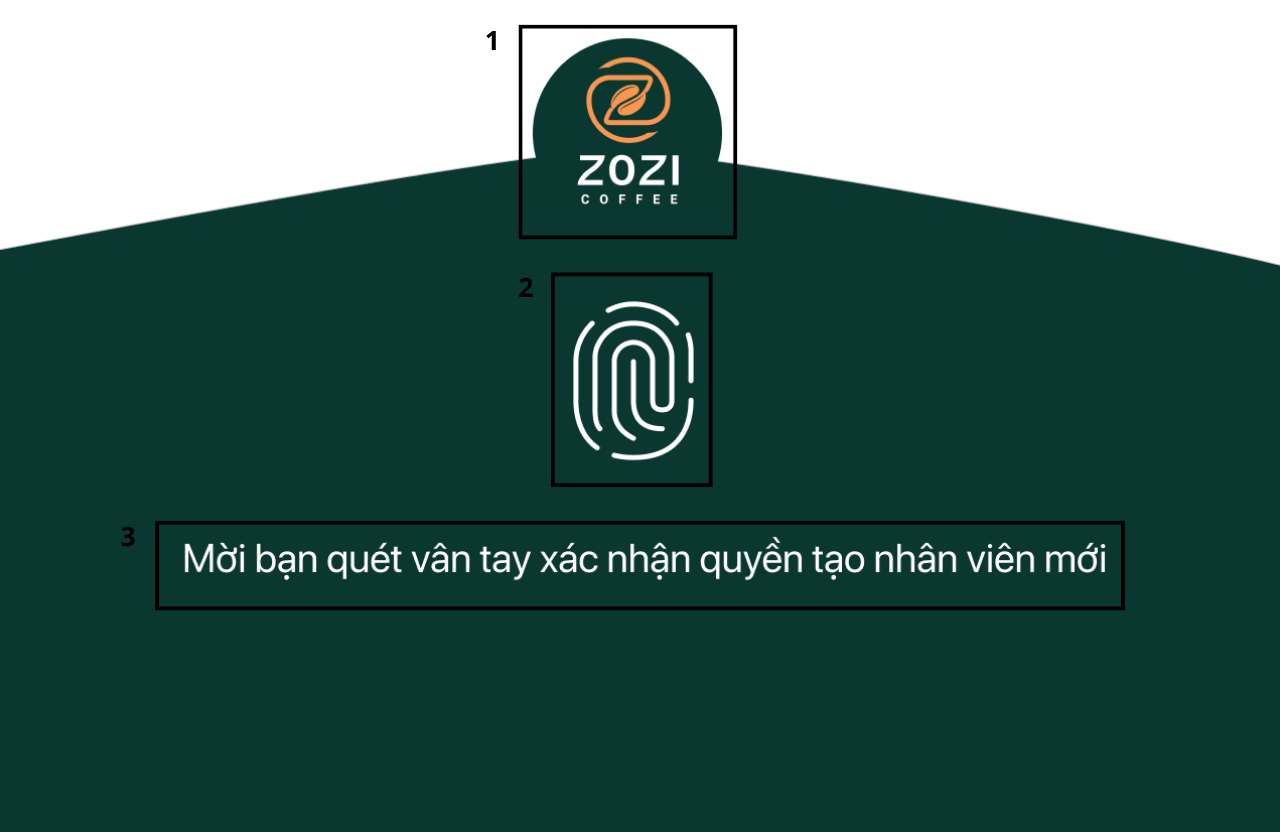 1
ZOZI
COFFEE
2
3
Mời bạn quét vân tay xác nhận quyền tạo nhân viên mới